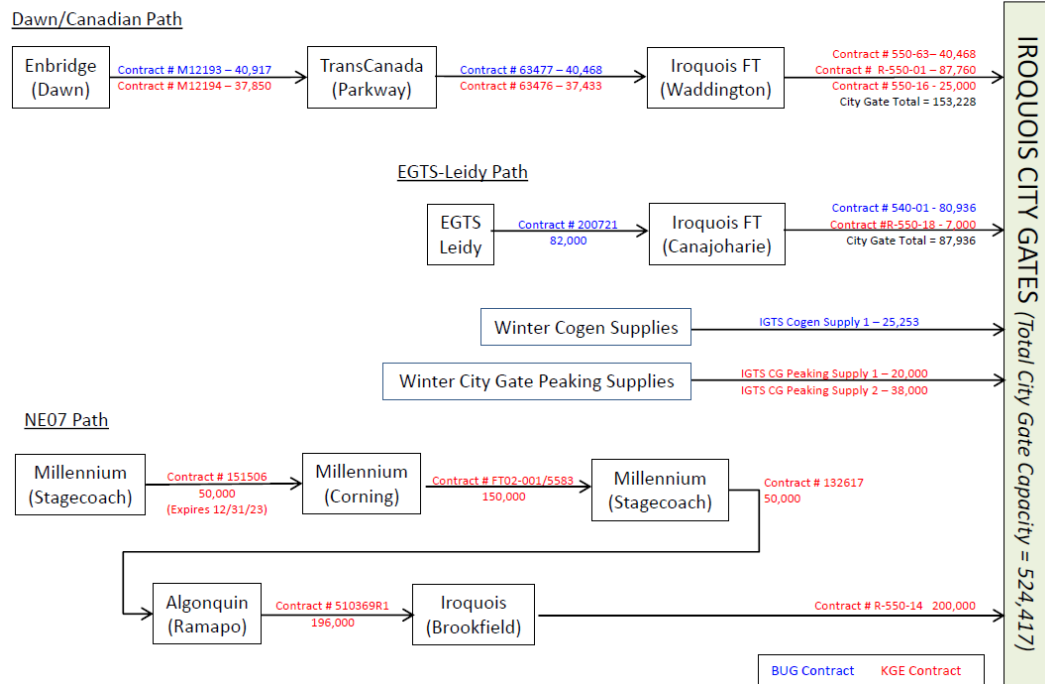 Dawn/Canadian Path
Enbridge
(Dawn)
Contract # M12193 – 40,917
Contract # M12194 - 37,850
TransCanada
(Parkway)
Contract # 63477 – 40,468
Contract # 63476 – 37,433
Iroquois FT
(Waddington)
Contract # 550-63– 40,468
Contract # R-550-01 – 87,760
Contract # 550-16 - 25,000
City Gate Total = 153,228
EGTS-Leidy Path
EGTS
Leidy
Contract # 200721
82,000
Iroquois FT
(Canajoharie)
Contract # 540-01 - 80,936
Contract #R-550-18 - 7,000
City Gate Total = 87,936
Winter Cogen Supplies
IGTS Cogen Supply 1 – 25,253
Winter City Gate Peaking Supplies
IGTS CG Peaking Supply 1 – 20,000
IGTS CG Peaking Supply 2 – 38,000
NE07 Path
Millennium
(Stagecoach)
Contract # 151506
50,000
(Expires 12/31/23)
Millennium
(Corning)
Contract # FT02-001/5583
150,000
Millennium
(Stagecoach)
Contract # 132617
50,000
Algonquin
(Ramapo)
Contract # 510369R1
196,000
Iroquois
(Brookfield)
Contract # R-550-14 200,000
IROQUOIS CITY GATES (Total City Gate Capacity = 524,417)
BUG Contract KGE Contract